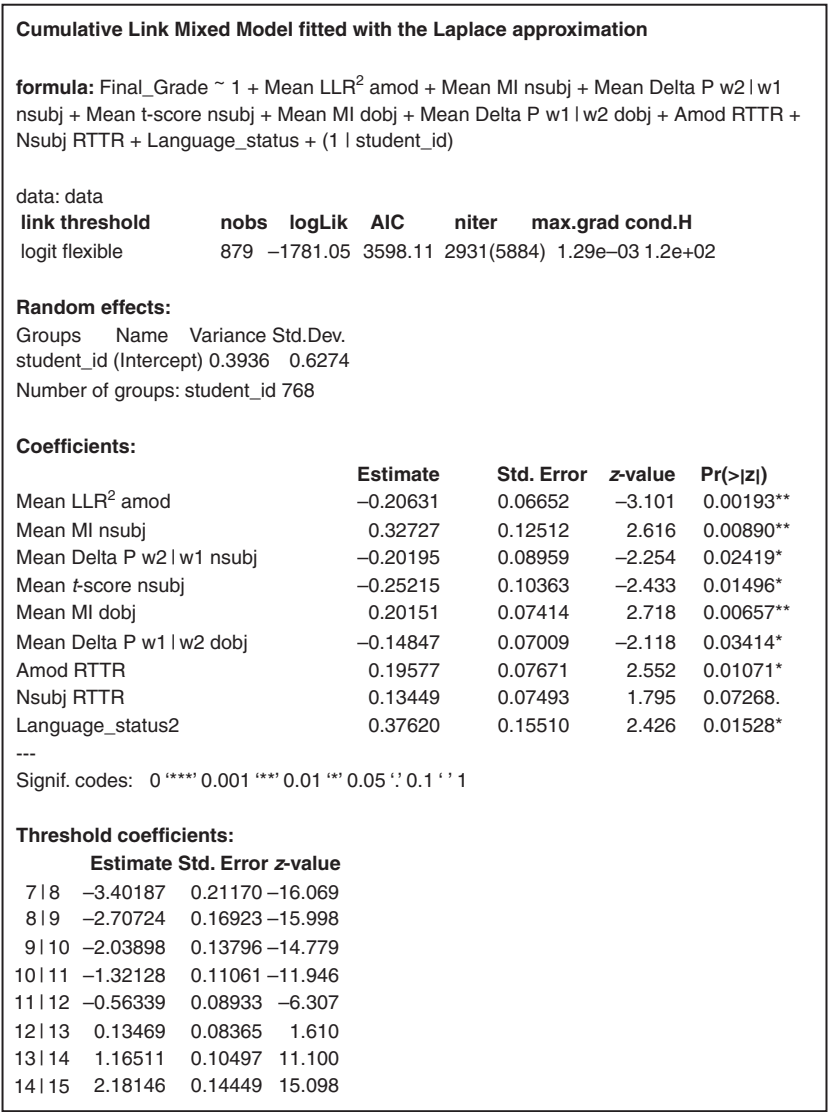 Cumulative Link Mixed Model fitted with the Laplace approximation
formula: Final_Grade ~ 1 + Mean LLR² amod + Mean MI nsubj + Mean Delta P w2|w1
nsubj + Mean t-score nsubj + Mean MI dobj + Mean Delta P w1|w2 dobj + Amod RTTR +
Nsubj RTTR + Language_status + (1 | student_id)
data: data
link threshold nobs logLik AIC niter max.grad cond.H
logit flexible 879 –1781.05 3598.11 2931(5884) 1.29e–03 1.2e+02
Random effects:
Groups Name Variance Std.Dev.
student_id (Intercept) 0.3936 0.6274
Number of groups: student_id 768
Coefficients:
Estimate Std. Error z-value Pr(>|z|)
Mean LLR² amod –0.20631 0.06652 –3.101 0.00193**
Mean MI nsubj 0.32727 0.12512 2.616 0.00890**
Mean Delta P w2|w1 nsubj –0.20195 0.08959 –2.254 0.02419*
Mean t-score nsubj –0.25215 0.10363 –2.433 0.01496*
Mean MI dobj 0.20151 0.07414 2.718 0.00657**
Mean Delta P w1|w2 dobj –0.14847 0.07009 –2.118 0.03414*
Amod RTTR 0.19577 0.07671 2.552 0.01071*
Nsubj RTTR 0.13449 0.07493 1.795 0.07268.
Language_status2 0.37620 0.15510 2.426 0.01528*
---
Signif. codes: 0 ‘***’ 0.001 ‘**’ 0.01 ‘*’ 0.05 ‘.’ 0.1 ‘ ’ 1
Threshold coefficients:
Estimate Std. Error z-value
7|8 –3.40187 0.21170 –16.069
8|9 –2.70724 0.16923 –15.998
9|10 –2.03898 0.13796 –14.779
10|11 –1.32128 0.11061 –11.946
11|12 –0.56339 0.08933 –6.307
12|13 0.13469 0.08365 1.610
13|14 1.16511 0.10497 11.100
14|15 2.18146 0.14449 15.098